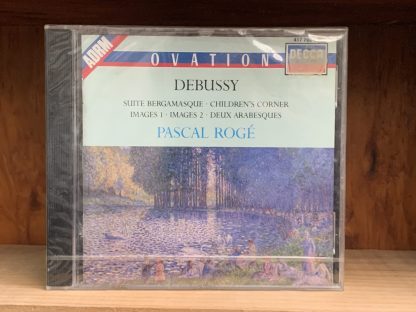 ADRM
OVATION
DECCA
DEBUSSY
SUITE BERGAMASQUE · CHILDREN'S CORNER
IMAGES 1 · IMAGES 2 · DEUX ARABESQUES
PASCAL ROGÉ